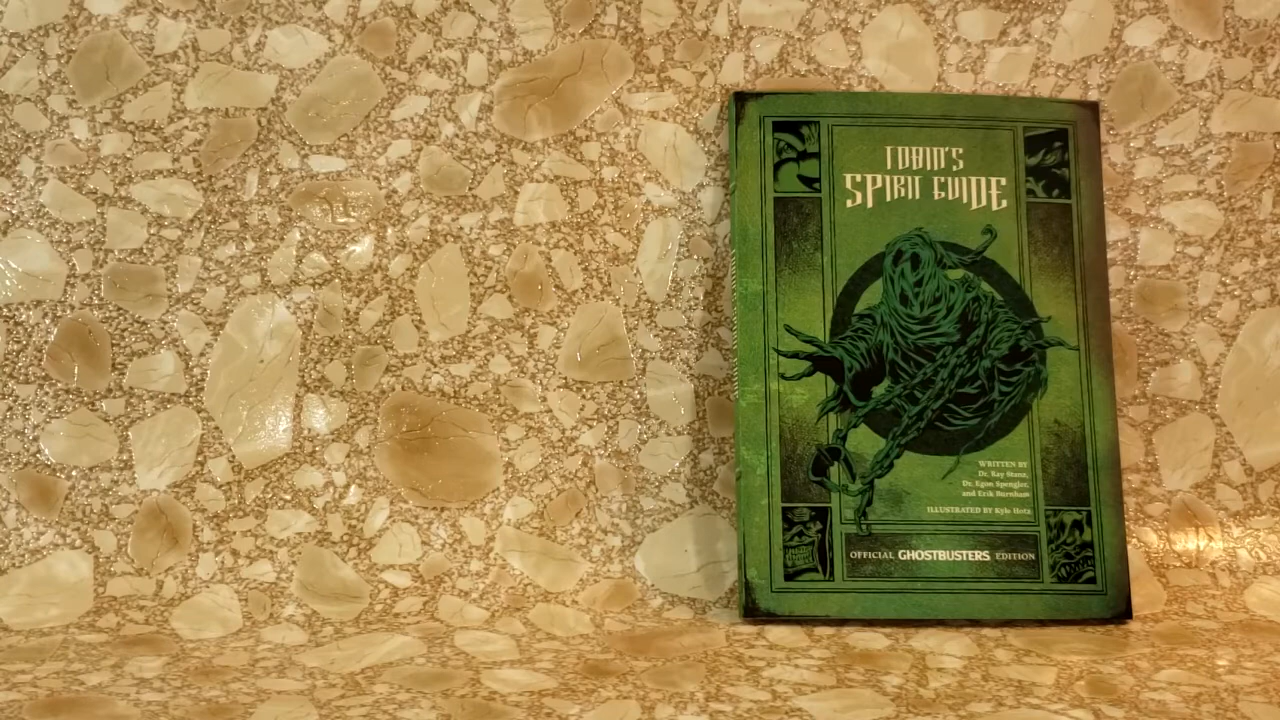 TOBIN'S
SPIRIT GUIDE
WRITTEN BY
Dr. Ray Stanz,
Dr. Egon Spengler,
and Erik Burnham
ILLUSTRATED BY Kyle Hotz
OFFICIAL GHOSTBUSTERS EDITION